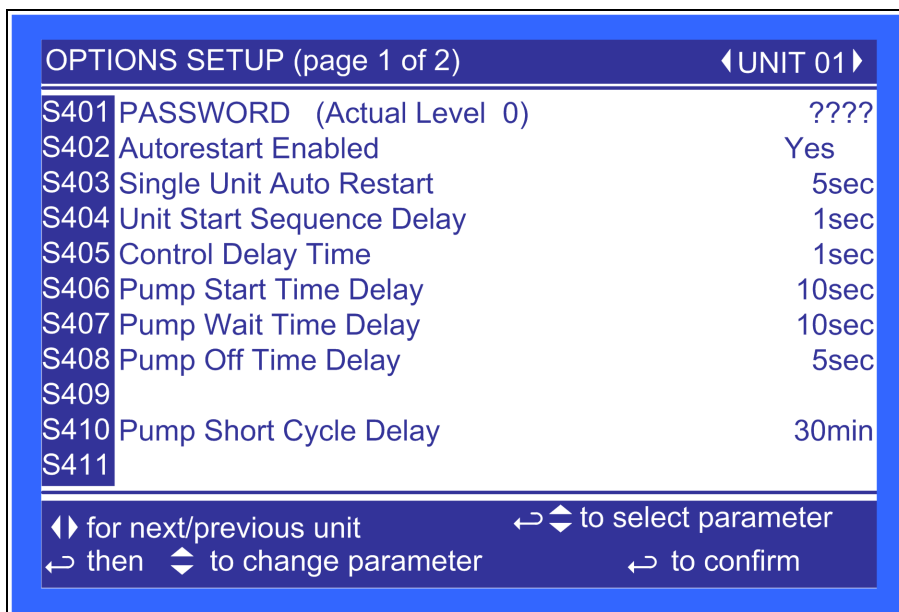 OPTIONS SETUP (page 1 of 2) UNIT 01
S401 PASSWORD (Actual Level 0) ????
S402 Autorestart Enabled Yes
S403 Single Unit Auto Restart 5sec
S404 Unit Start Sequence Delay 1sec
S405 Control Delay Time 1sec
S406 Pump Start Time Delay 10sec
S407 Pump Wait Time Delay 10sec
S408 Pump Off Time Delay 5sec
S409
S410 Pump Short Cycle Delay 30min
S411
for next/previous unit to select parameter
then to change parameter to confirm